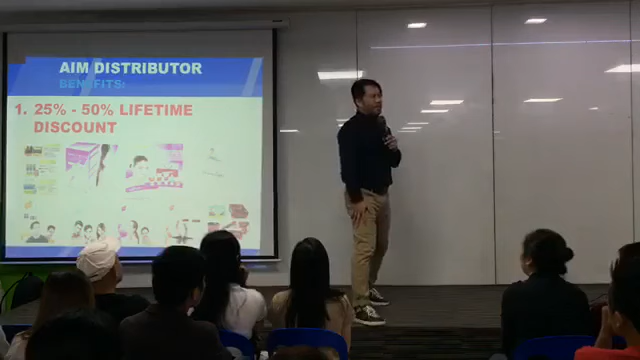 AIM DISTRIBUTOR
BENEFITS:
1. 25% - 50% LIFETIME
DISCOUNT